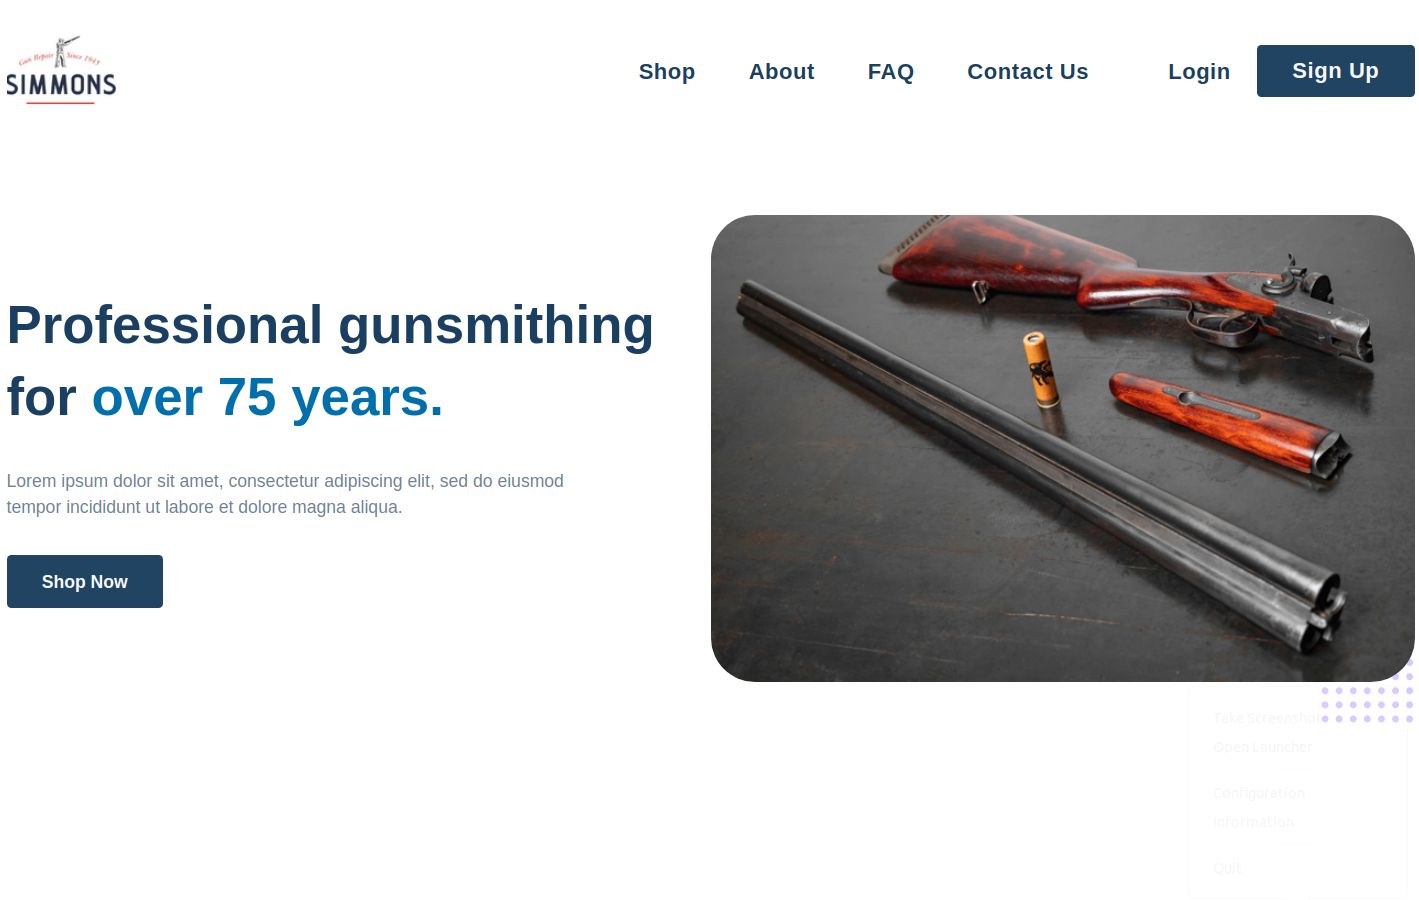 Gun Repair Since 1945
SIMMONS
Shop About FAQ Contact Us Login Sign Up
Professional gunsmithing
for over 75 years.
Lorem ipsum dolor sit amet, consectetur adipiscing elit, sed do eiusmod
tempor incididunt ut labore et dolore magna aliqua.
Shop Now
Take Screenshot
Open Launcher
Configuration
Information
Quit